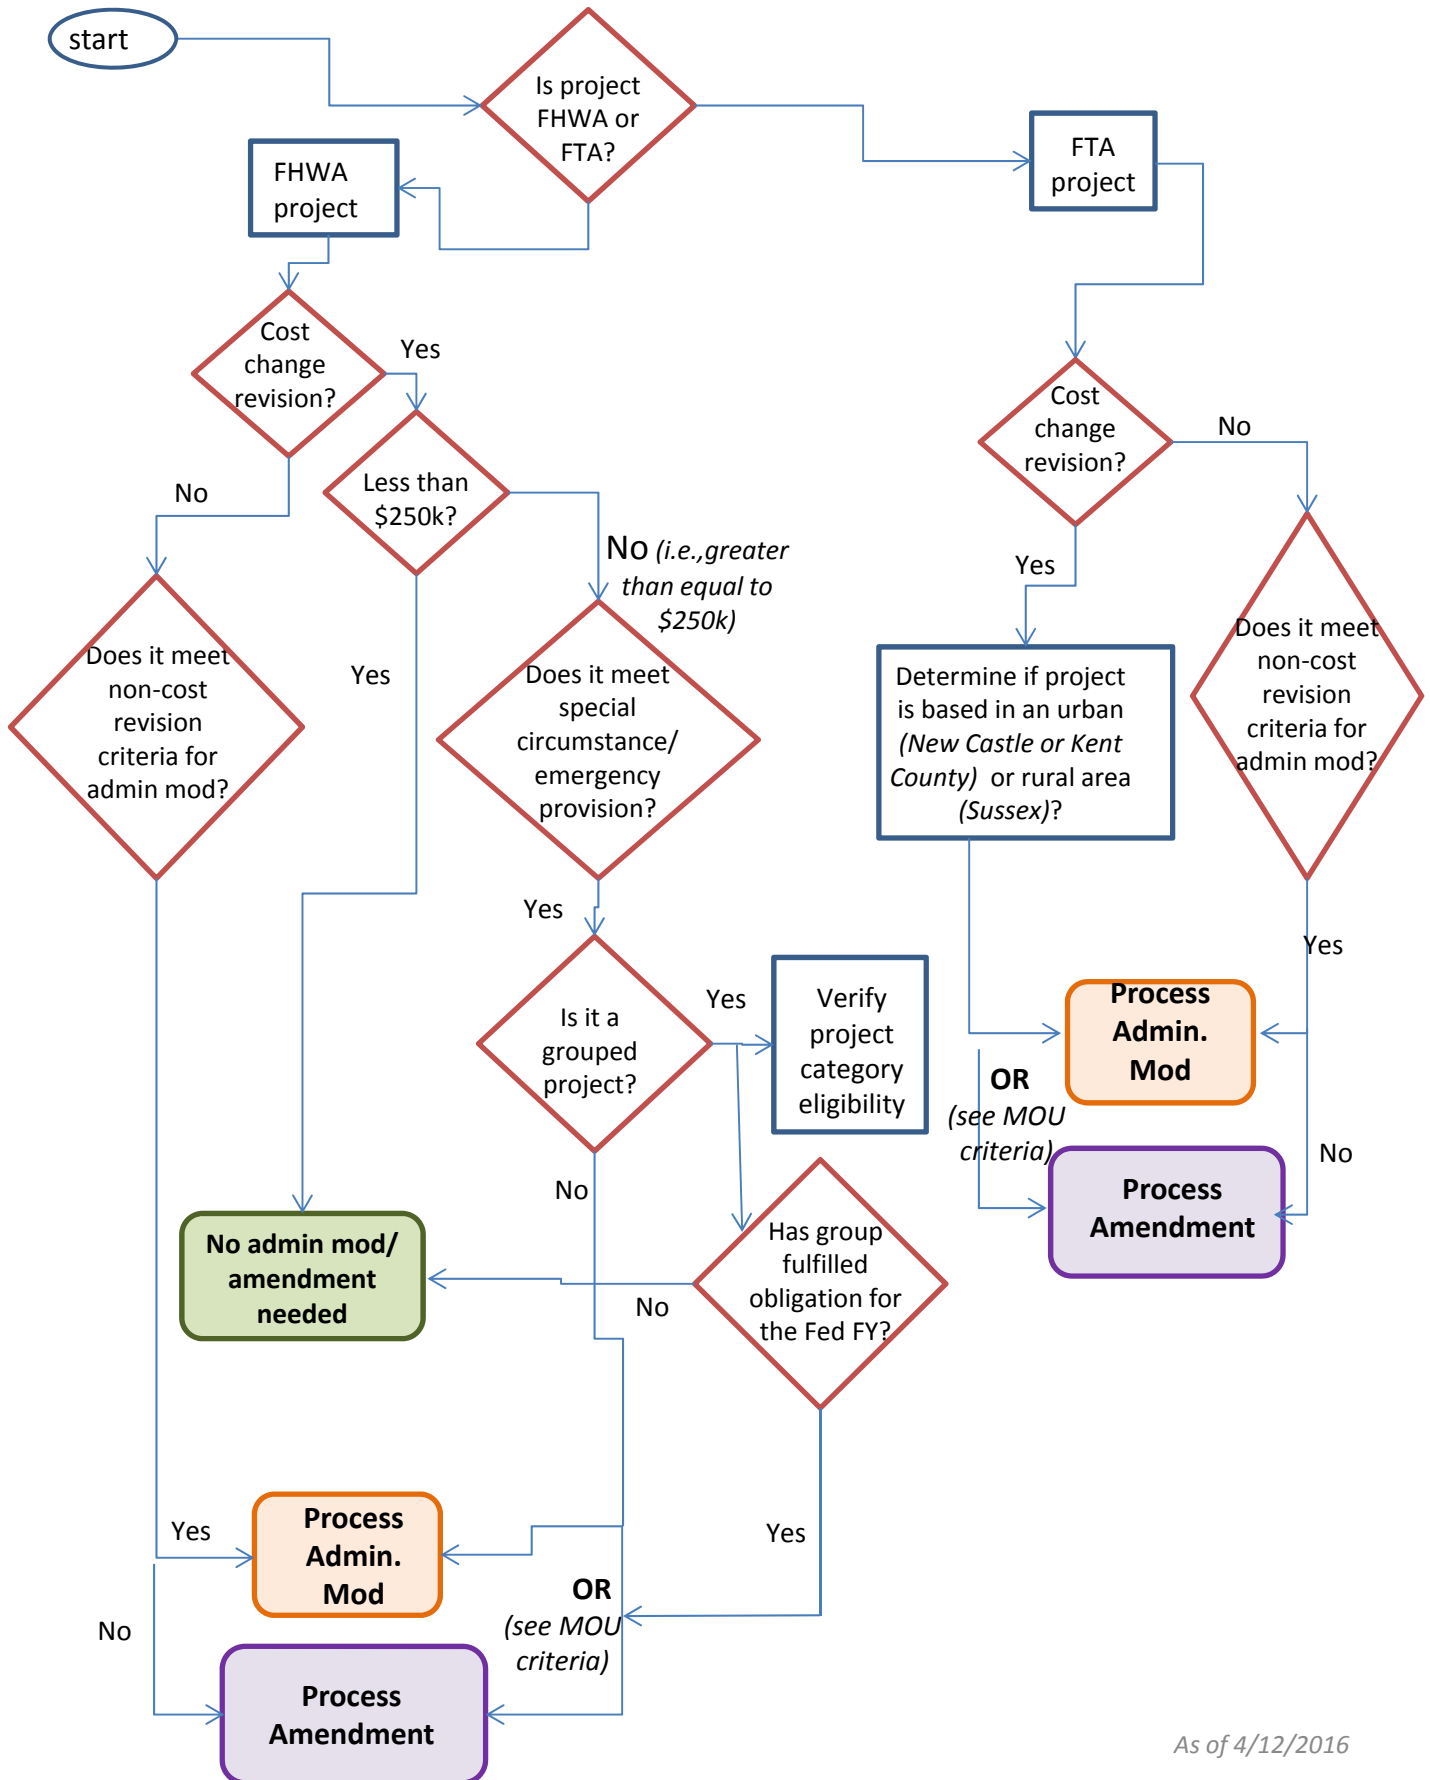 start
Is project
FHWA or
FTA?
FHWA
project
FTA
project
Cost
change
revision?
Yes
No
Less than
$250k?
No (i.e.,greater
than equal to
$250k)
Yes
Does it meet
non-cost
revision
criteria for
admin mod?
Does it meet
special
circumstance/
emergency
provision?
Yes
Is it a
grouped
project?
Yes
Verify
project
category
eligibility
No
Has group
fulfilled
obligation for
the Fed FY?
No
No admin mod/
amendment
needed
Yes
Yes
Process
Admin.
Mod
No
OR
(see MOU
criteria)
Process
Amendment
Cost
change
revision?
No
Yes
Determine if project
is based in an urban
(New Castle or Kent
County) or rural area
(Sussex)?
Does it meet
non-cost
revision
criteria for
admin mod?
Yes
Process
Admin.
Mod
OR
(see MOU
criteria)
No
Process
Amendment
As of 4/12/2016